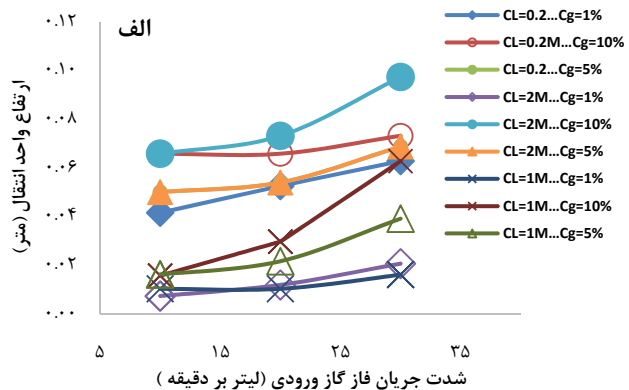 الف
ارتفاع واحد انتقال (متر)
۰.۱۲
۰.۱۰
۰.۰۸
۰.۰۶
۰.۰۴
۰.۰۲
۰.۰۰
۵
۱۵
۲۵
۳۵
شدت جریان فاز گاز ورودی (لیتر بر دقیقه )
CL=0.2...Cg=1%
CL=0.2M...Cg=10%
CL=0.2...Cg=5%
CL=2M...Cg=1%
CL=2M...Cg=10%
CL=2M...Cg=5%
CL=1M...Cg=1%
CL=1M...Cg=10%
CL=1M...Cg=5%